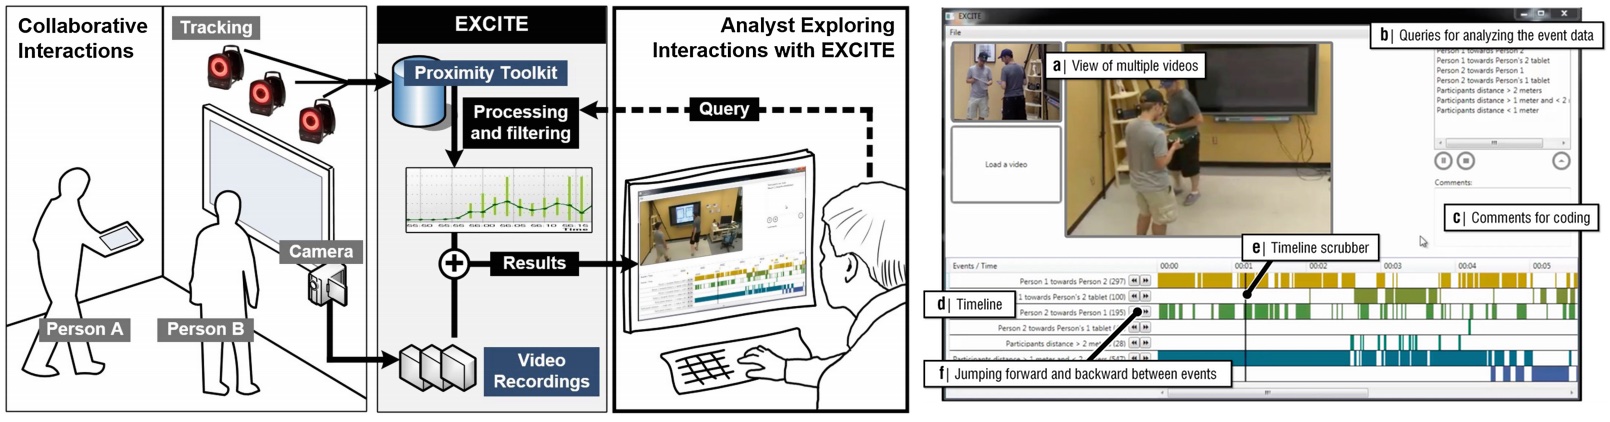 Collaborative
Interactions
Tracking
Camera
Person A
Person B
EXCITE
Proximity Toolkit
Processing
and filtering
Time
Results
Video
Recordings
Analyst Exploring
Interactions with EXCITE
Query
EXCITE
File
a| View of multiple videos
Load a video
b| Queries for analyzing the event data
Person 1 towards Person 2
Person 1 towards Person's 2 tablet
Person 2 towards Person 1
Person 2 towards Person's 1 tablet
Participants distance > 2 meters
Participants distance > 1 meter and < 2
Participants distance < 1 meter
Comments:
c| Comments for coding
e| Timeline scrubber
Events / Time
00:00 00:01 00:02 00:03 00:04 00:05
Person 1 towards Person 2 (297)
d| Timeline
1 towards Person's 2 tablet (100)
Person 2 towards Person 1 (195)
Person 2 towards Person's 1 tablet
Participants distance > 2 (28)
Participants distance > 1 meter and < 2 (547)
f| Jumping forward and backward between events